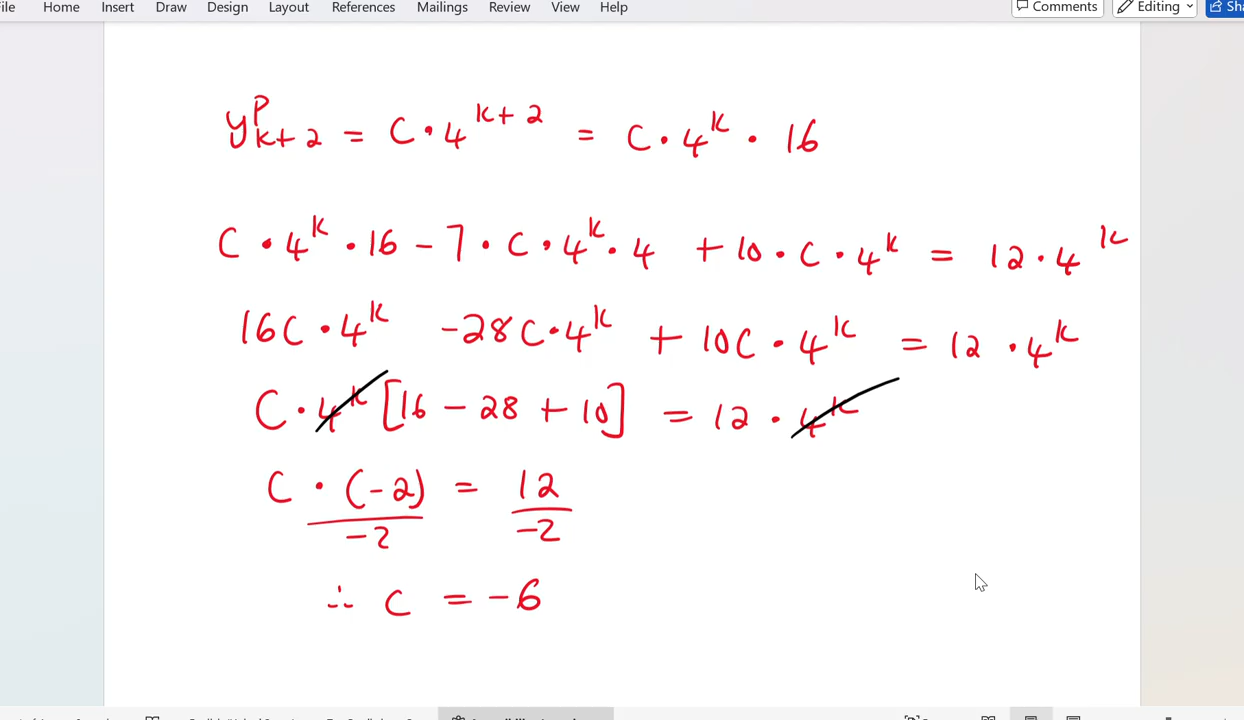 ile Home Insert Draw Design Layout References Mailings Review View Help Comments Editing Sha
y^P_{k+2} = C·4^{k+2} = C·4^k · 16
C·4^k·16 - 7·C·4^k·4 + 10·C·4^k = 12·4^k
16C·4^k -28C·4^k + 10C·4^k = 12·4^k
C·4^k [16 - 28 + 10] = 12·4^k
C · (-2) = 12
-2 -2
∴ C = -6